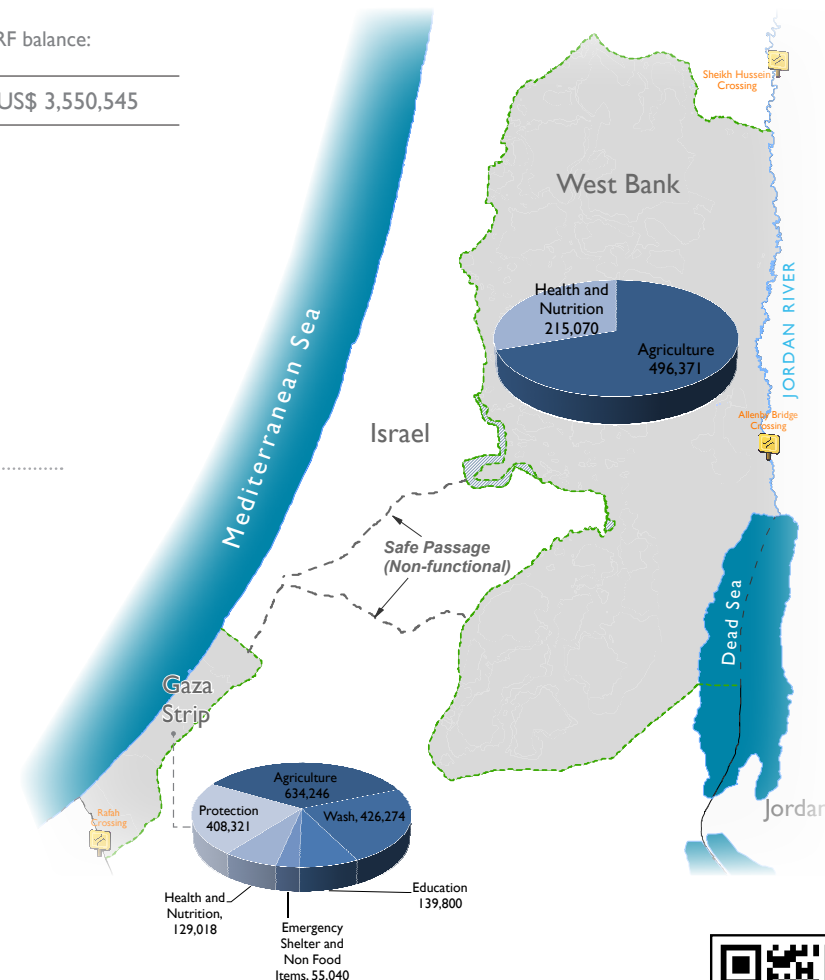 RF balance:
US$ 3,550,545
Sheikh Hussein
Crossing
West Bank
Health and
Nutrition
215,070
Agriculture
496,371
JORDAN RIVER
Allenby Bridge
Crossing
Mediterranean Sea
Israel
Safe Passage
(Non-functional)
Dead Sea
Gaza
Strip
Agriculture
634,246
Protection
408,321
Wash, 426,274
Rafah
Crossing
Jordan
Health and
Nutrition,
129,018
Education
139,800
Emergency
Shelter and
Non Food
Items, 55,040